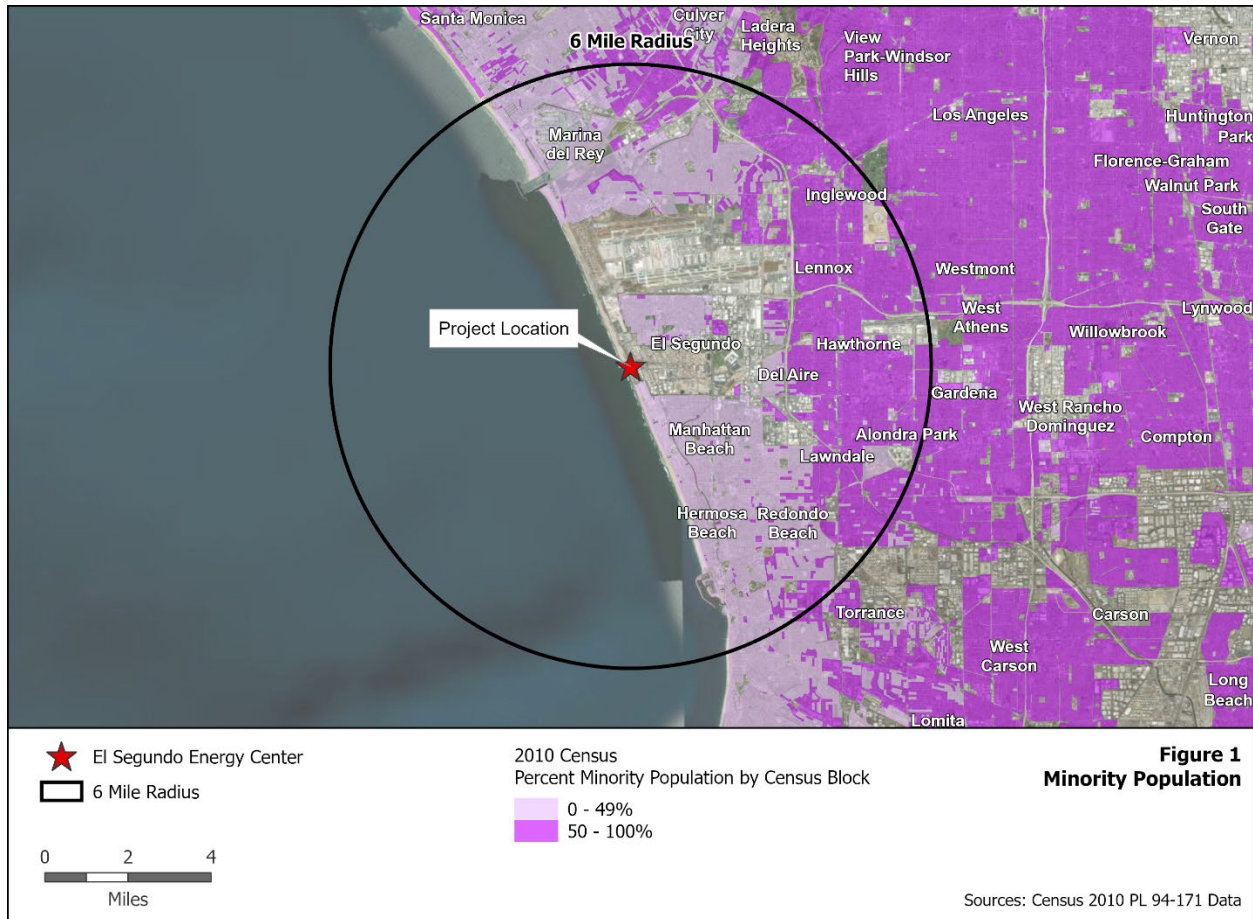 Santa Monica
Culver
City
Ladera
Heights
6 Mile Radius
View
Park-Windsor
Hills
Vernon
Los Angeles
Huntington
Park
Marina
del Rey
Florence-Graham
Walnut Park
Inglewood
South
Gate
Lennox
Westmont
West
Athens
Lynwood
Willowbrook
Project Location
El Segundo
Hawthorne
Del Aire
Gardena
West Rancho
Dominguez
Manhattan
Beach
Alondra Park
Compton
Lawndale
Hermosa
Beach
Redondo
Beach
Torrance
Carson
West
Carson
Long
Beach
Lomita
El Segundo Energy Center
6 Mile Radius
0 2 4
Miles
2010 Census
Percent Minority Population by Census Block
0 - 49%
50 - 100%
Figure 1
Minority Population
Sources: Census 2010 PL 94-171 Data